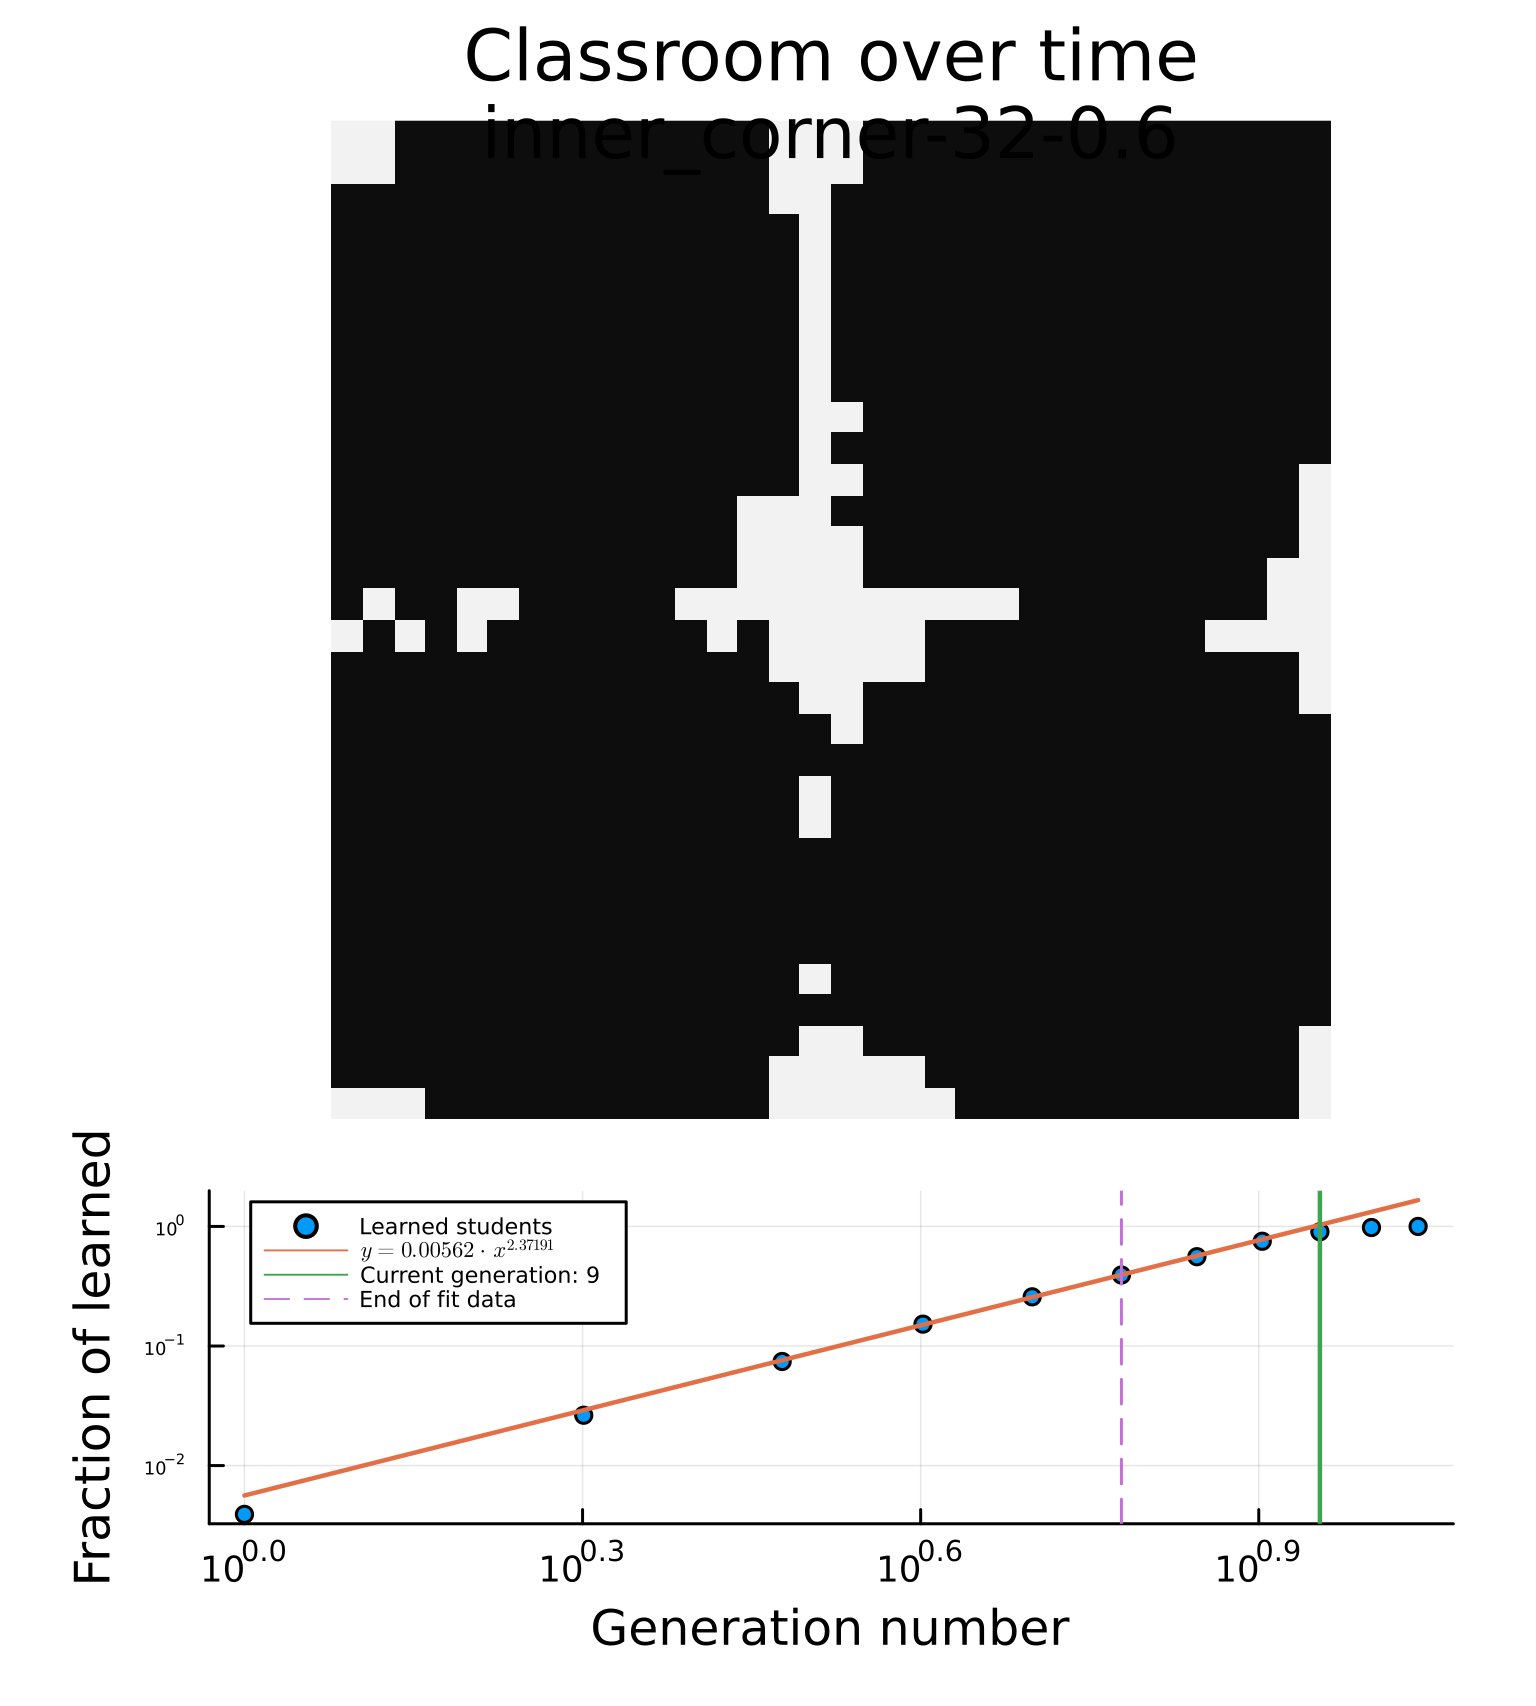 Classroom over time
inner_corner-32-0.6
Fraction of learned
10⁰
10⁻¹
10⁻²
Learned students
y = 0.00562 · x^2.37191
Current generation: 9
End of fit data
10^0.0
10^0.3
10^0.6
10^0.9
Generation number